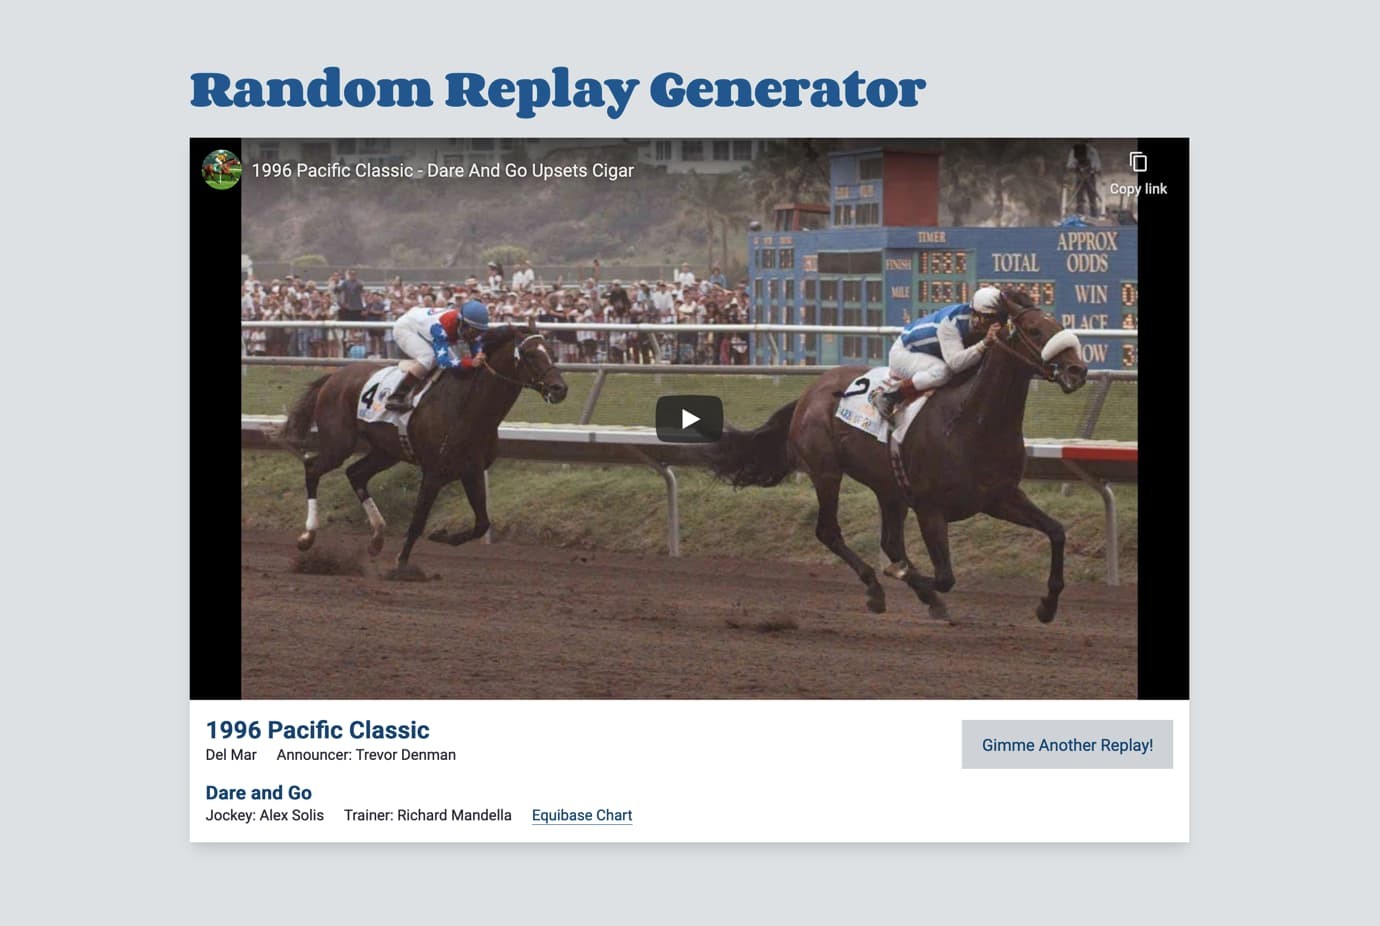 Random Replay Generator
1996 Pacific Classic - Dare And Go Upsets Cigar
Copy link
TIMER
APPROX
FINISH 1583
TOTAL
ODDS
MILE
WIN
PLACE
4
2
1996 Pacific Classic
Gimme Another Replay!
Del Mar Announcer: Trevor Denman
Dare and Go
Jockey: Alex Solis Trainer: Richard Mandella Equibase Chart